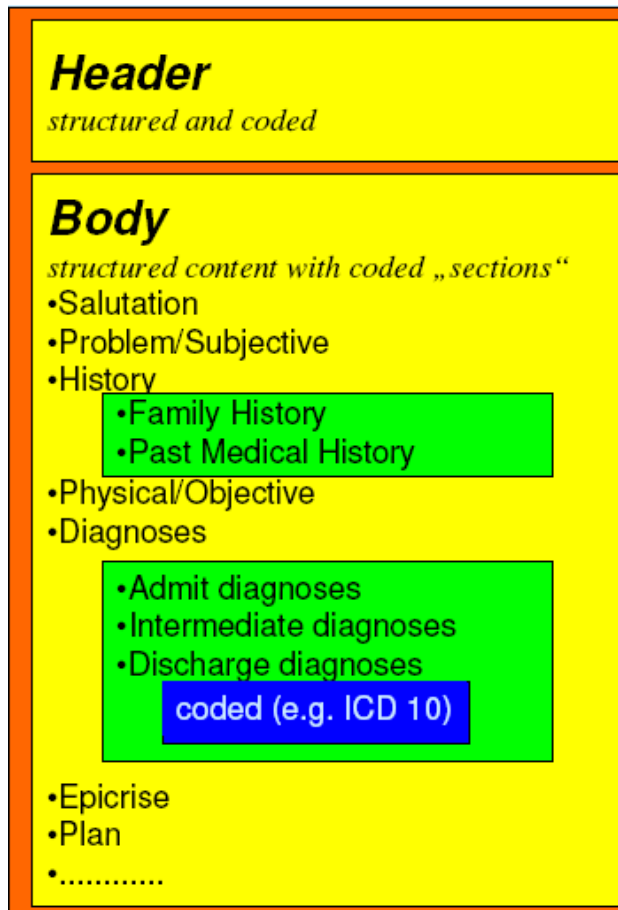 Header
structured and coded
Body
structured content with coded „sections“
•Salutation
•Problem/Subjective
•History
•Family History
•Past Medical History
•Physical/Objective
•Diagnoses
•Admit diagnoses
•Intermediate diagnoses
•Discharge diagnoses
coded (e.g. ICD 10)
•Epicrise
•Plan
•............